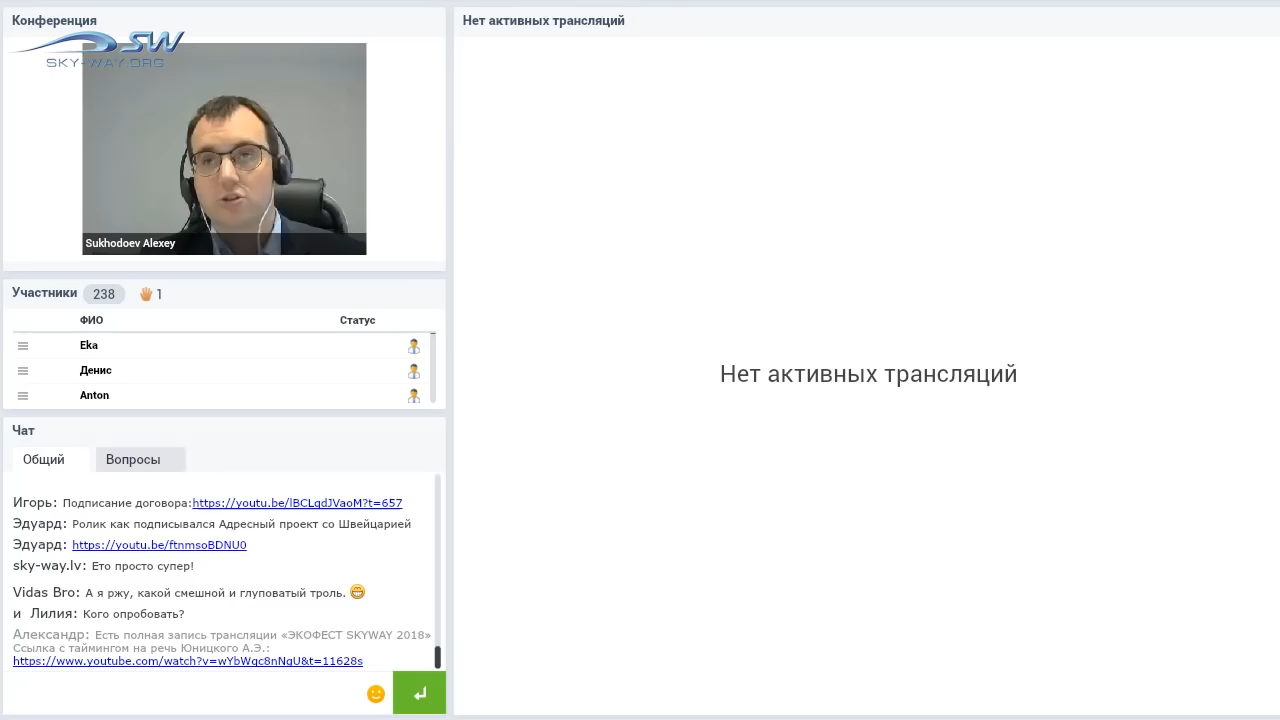 Конференция
Нет активных трансляций
SW
SKY-WAY.ORG
Sukhodoev Alexey
Участники 238 1
ФИО Статус
Eka
Денис
Anton
Чат
Общий Вопросы
Игорь: Подписание договора:https://youtu.be/lBCLqdJVaoM?t=657
Эдуард: Ролик как подписывался Адресный проект со Швейцарией
Эдуард: https://youtu.be/ftnmsoBDNU0
sky-way.lv: Ето просто супер!
Vidas Bro: А я ржу, какой смешной и глуповатый троль.
и Лилия: Кого опробовать?
Александр: Есть полная запись трансляции «ЭКОФЕСТ SKYWAY 2018»
Ссылка с таймингом на речь Юницкого А.Э.:
https://www.youtube.com/watch?v=wYbWqc8nNgU&t=11628s
Нет активных трансляций